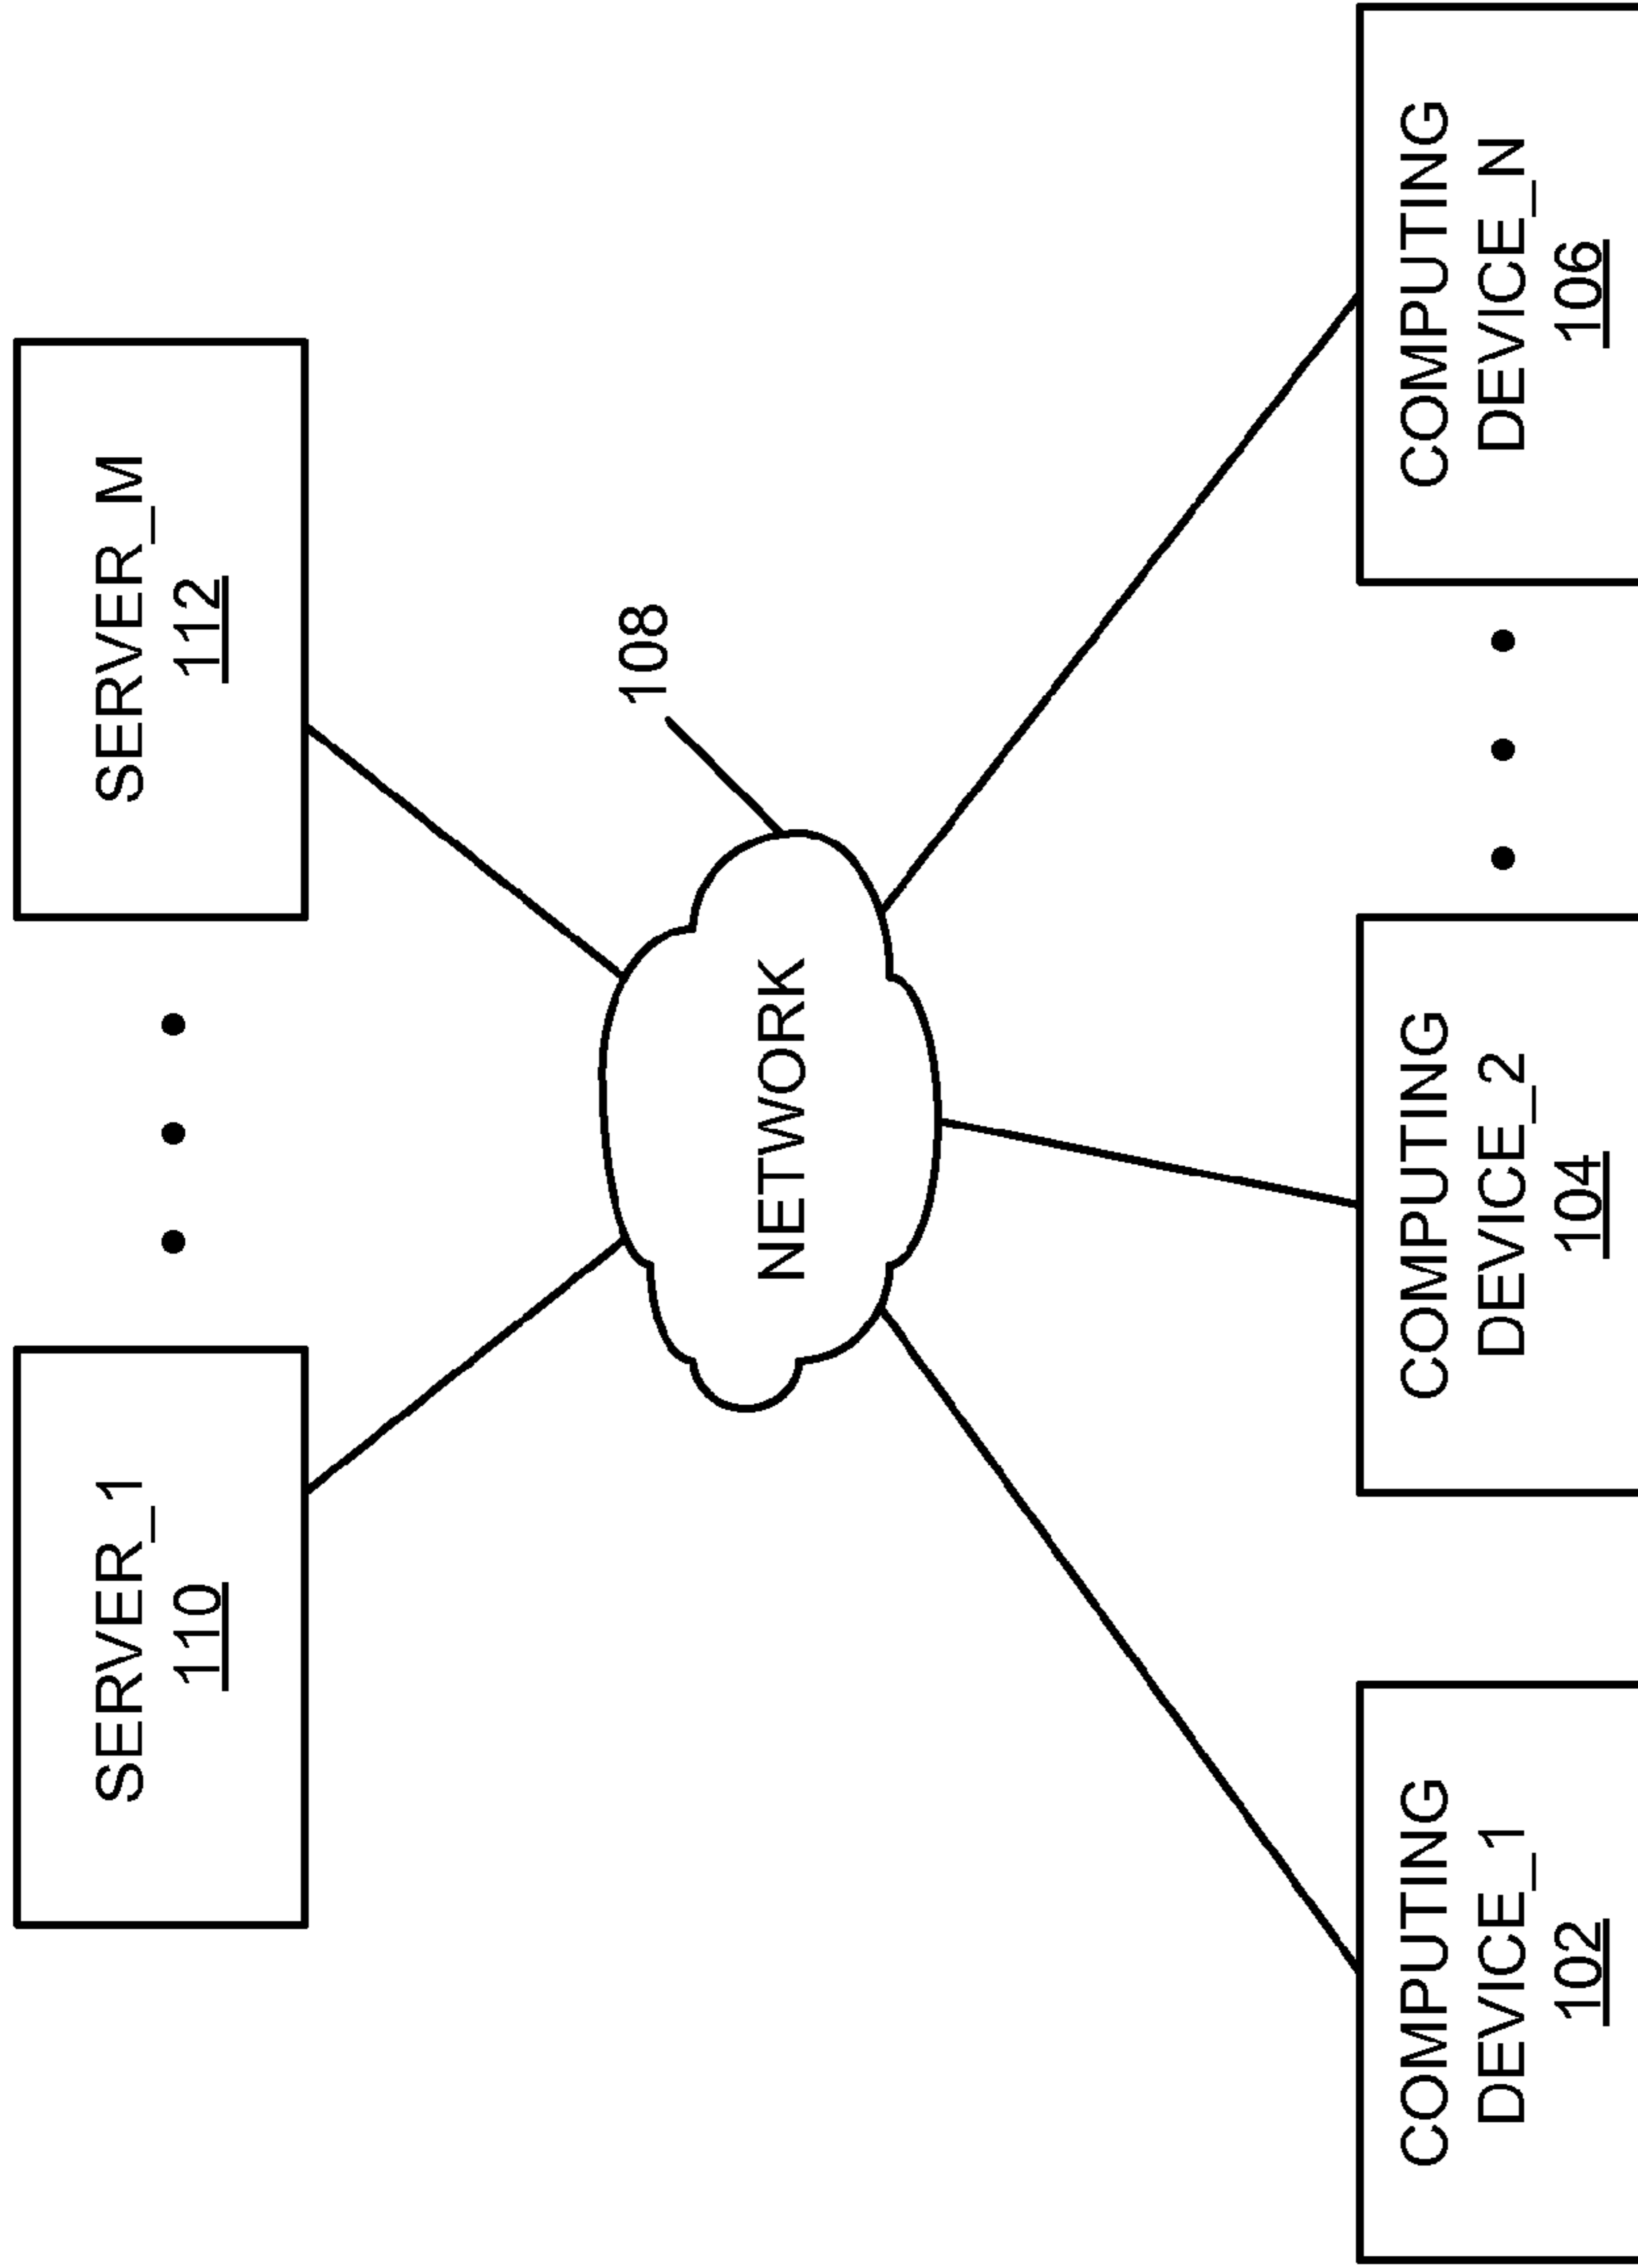 SERVER_1
110
SERVER_M
112
108
NETWORK
COMPUTING
DEVICE_1
102
COMPUTING
DEVICE_2
104
COMPUTING
DEVICE_N
106